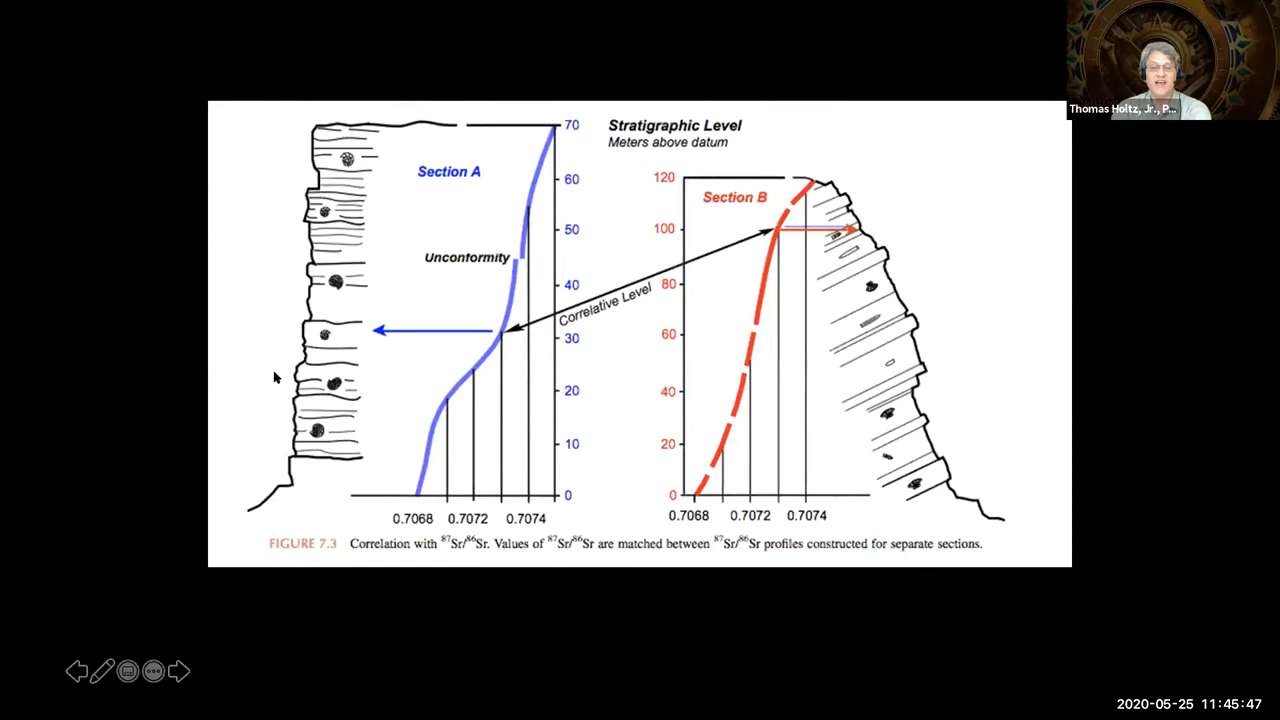 Thomas Holtz, Jr., P...
Stratigraphic Level
Meters above datum
Section A
Unconformity
70
60
50
40
30
20
10
0
0.7068 0.7072 0.7074
Correlative Level
Section B
120
100
80
60
40
20
0
0.7068 0.7072 0.7074
FIGURE 7.3 Correlation with ⁸⁷Sr/⁸⁶Sr. Values of ⁸⁷Sr/⁸⁶Sr are matched between ⁸⁷Sr/⁸⁶Sr profiles constructed for separate sections.
2020-05-25 11:45:47